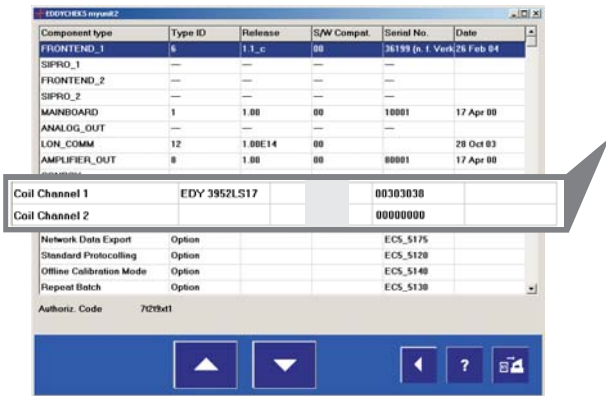 EDDYCHEKS myunit2
Component type Type ID Release S/W Compat. Serial No. Date
FRONTEND_1 6 1.1_c 00 36199 (n. f. Verk 26 Feb 04
SIPRO_1 — — —
FRONTEND_2 — — —
SIPRO_2 — — —
MAINBOARD 1 1.00 00 10001 17 Apr 00
ANALOG_OUT — — —
LON_COMM 12 1.00E14 00 28 Oct 03
AMPLIFIER_OUT 8 1.00 00 80001 17 Apr 00
Coil Channel 1 EDY 3952LS17 00303030
Coil Channel 2 00000000
Network Data Export Option EC5_5175
Standard Protocolling Option EC5_5120
Offline Calibration Mode Option EC5_5140
Repeat Batch Option EC5_5130
Authoriz. Code 7t2t9xt1
?